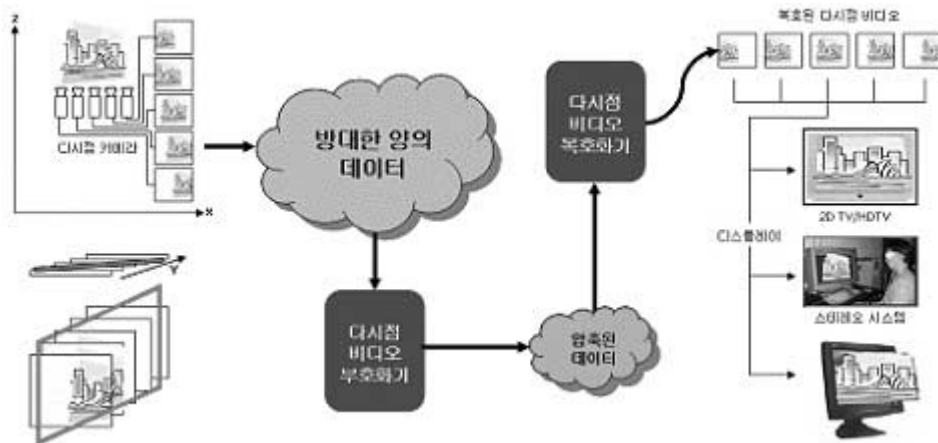 Z
다시점 카메라
X
Y
방대한 양의
데이터
다시점
비디오
부호화기
압축된
데이터
다시점
비디오
복호화기
복호된 다시점 비디오
디스플레이
2D TV/HDTV
스테레오 시스템